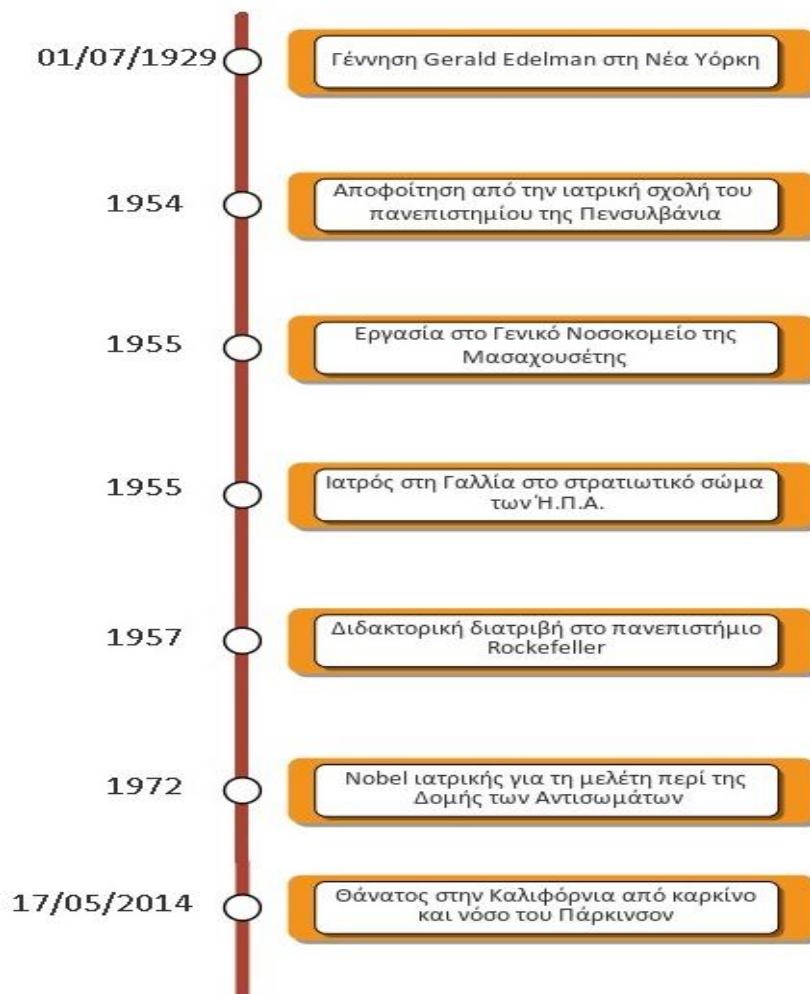 01/07/1929
Γέννηση Gerald Edelman στη Νέα Υόρκη
1954
Αποφοίτηση από την ιατρική σχολή του
πανεπιστημίου της Πενσυλβάνια
1955
Εργασία στο Γενικό Νοσοκομείο της
Μασαχουσέτης
1955
Ιατρός στη Γαλλία στο στρατιωτικό σώμα
των Ή.Π.Α.
1957
Διδακτορική διατριβή στο πανεπιστήμιο
Rockefeller
1972
Nobel ιατρικής για τη μελέτη περί της
Δομής των Αντισωμάτων
17/05/2014
Θάνατος στην Καλιφόρνια από καρκίνο
και νόσο του Πάρκινσον